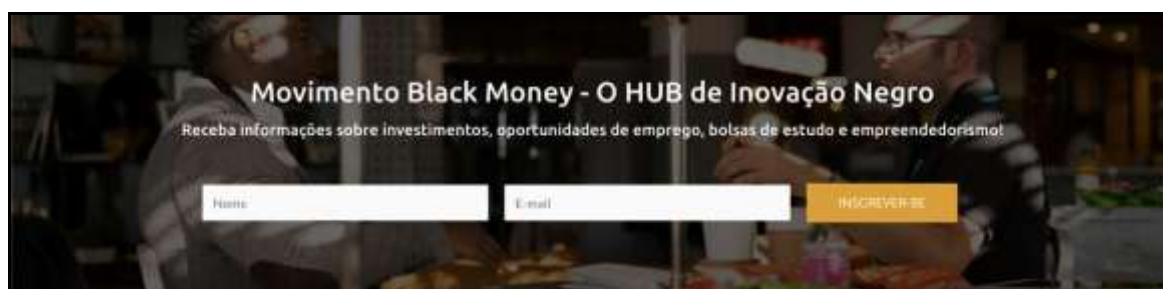 Movimento Black Money - O HUB de Inovação Negro
Receba informações sobre investimentos, oportunidades de emprego, bolsas de estudo e empreendedorismo!
Nome
E-mail
INSCREVER-SE